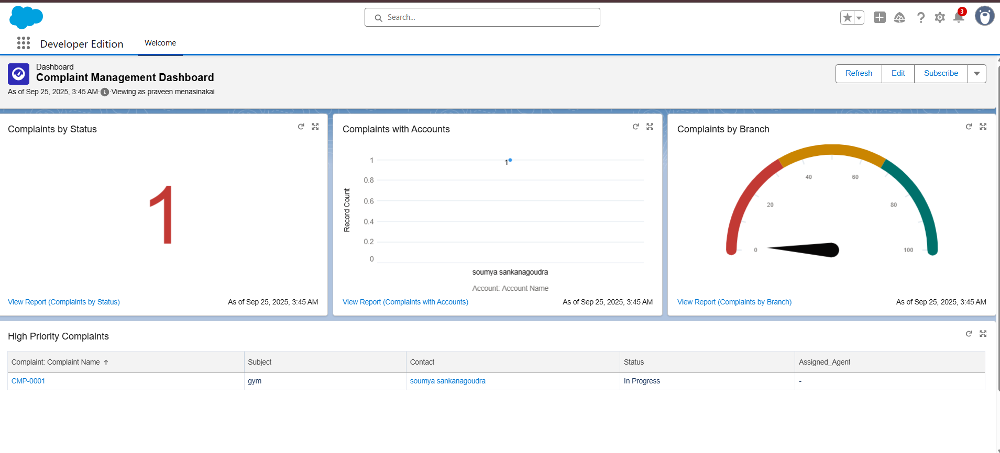 Search...
3
Developer Edition
Welcome
Dashboard
Complaint Management Dashboard
As of Sep 25, 2025, 3:45 AM·Viewing as praveen menasinakai
Refresh
Edit
Subscribe
Complaints by Status
1
View Report (Complaints by Status)
As of Sep 25, 2025, 3:45 AM
Complaints with Accounts
Record Count
1
0.8
0.6
0.4
0.2
0
1
soumya sankanagoudra
Account: Account Name
View Report (Complaints with Accounts)
As of Sep 25, 2025, 3:45 AM
Complaints by Branch
0
20
40
60
80
100
View Report (Complaints by Branch)
As of Sep 25, 2025, 3:45 AM
High Priority Complaints
Complaint: Complaint Name ↑ Subject Contact Status Assigned_Agent
CMP-0001 gym soumya sankanagoudra In Progress -